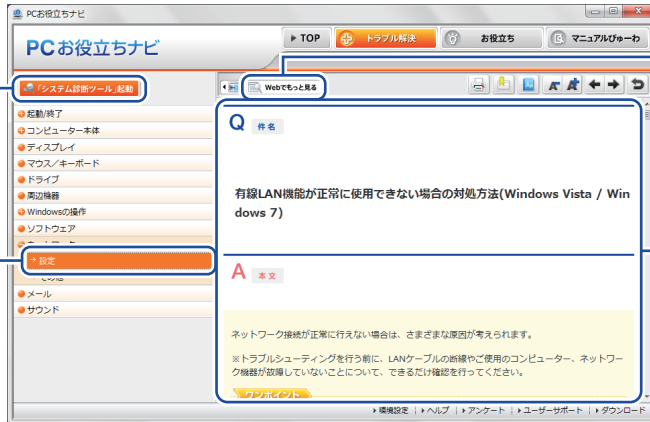 PCお役立ちナビ
PCお役立ちナビ
TOP
トラブル解決
お役立ち
マニュアルびゅーわ
「システム診断ツール」起動
Webでもっと見る
起動/終了
コンピューター本体
ディスプレイ
マウス/キーボード
ドライブ
周辺機器
Windowsの操作
ソフトウェア
設定
メール
サウンド
Q 件名
有線LAN機能が正常に使用できない場合の対処方法(Windows Vista / Win
dows 7)
A 本文
ネットワーク接続が正常に行えない場合は、さまざまな原因が考えられます。
※トラブルシューティングを行う前に、LANケーブルの断線やご使用のコンピューター、ネットワー
ク機器が故障していないことについて、できるだけ確認を行ってください。
ワンポイント
環境設定 | ヘルプ | アンケート | ユーザーサポート | ダウンロード